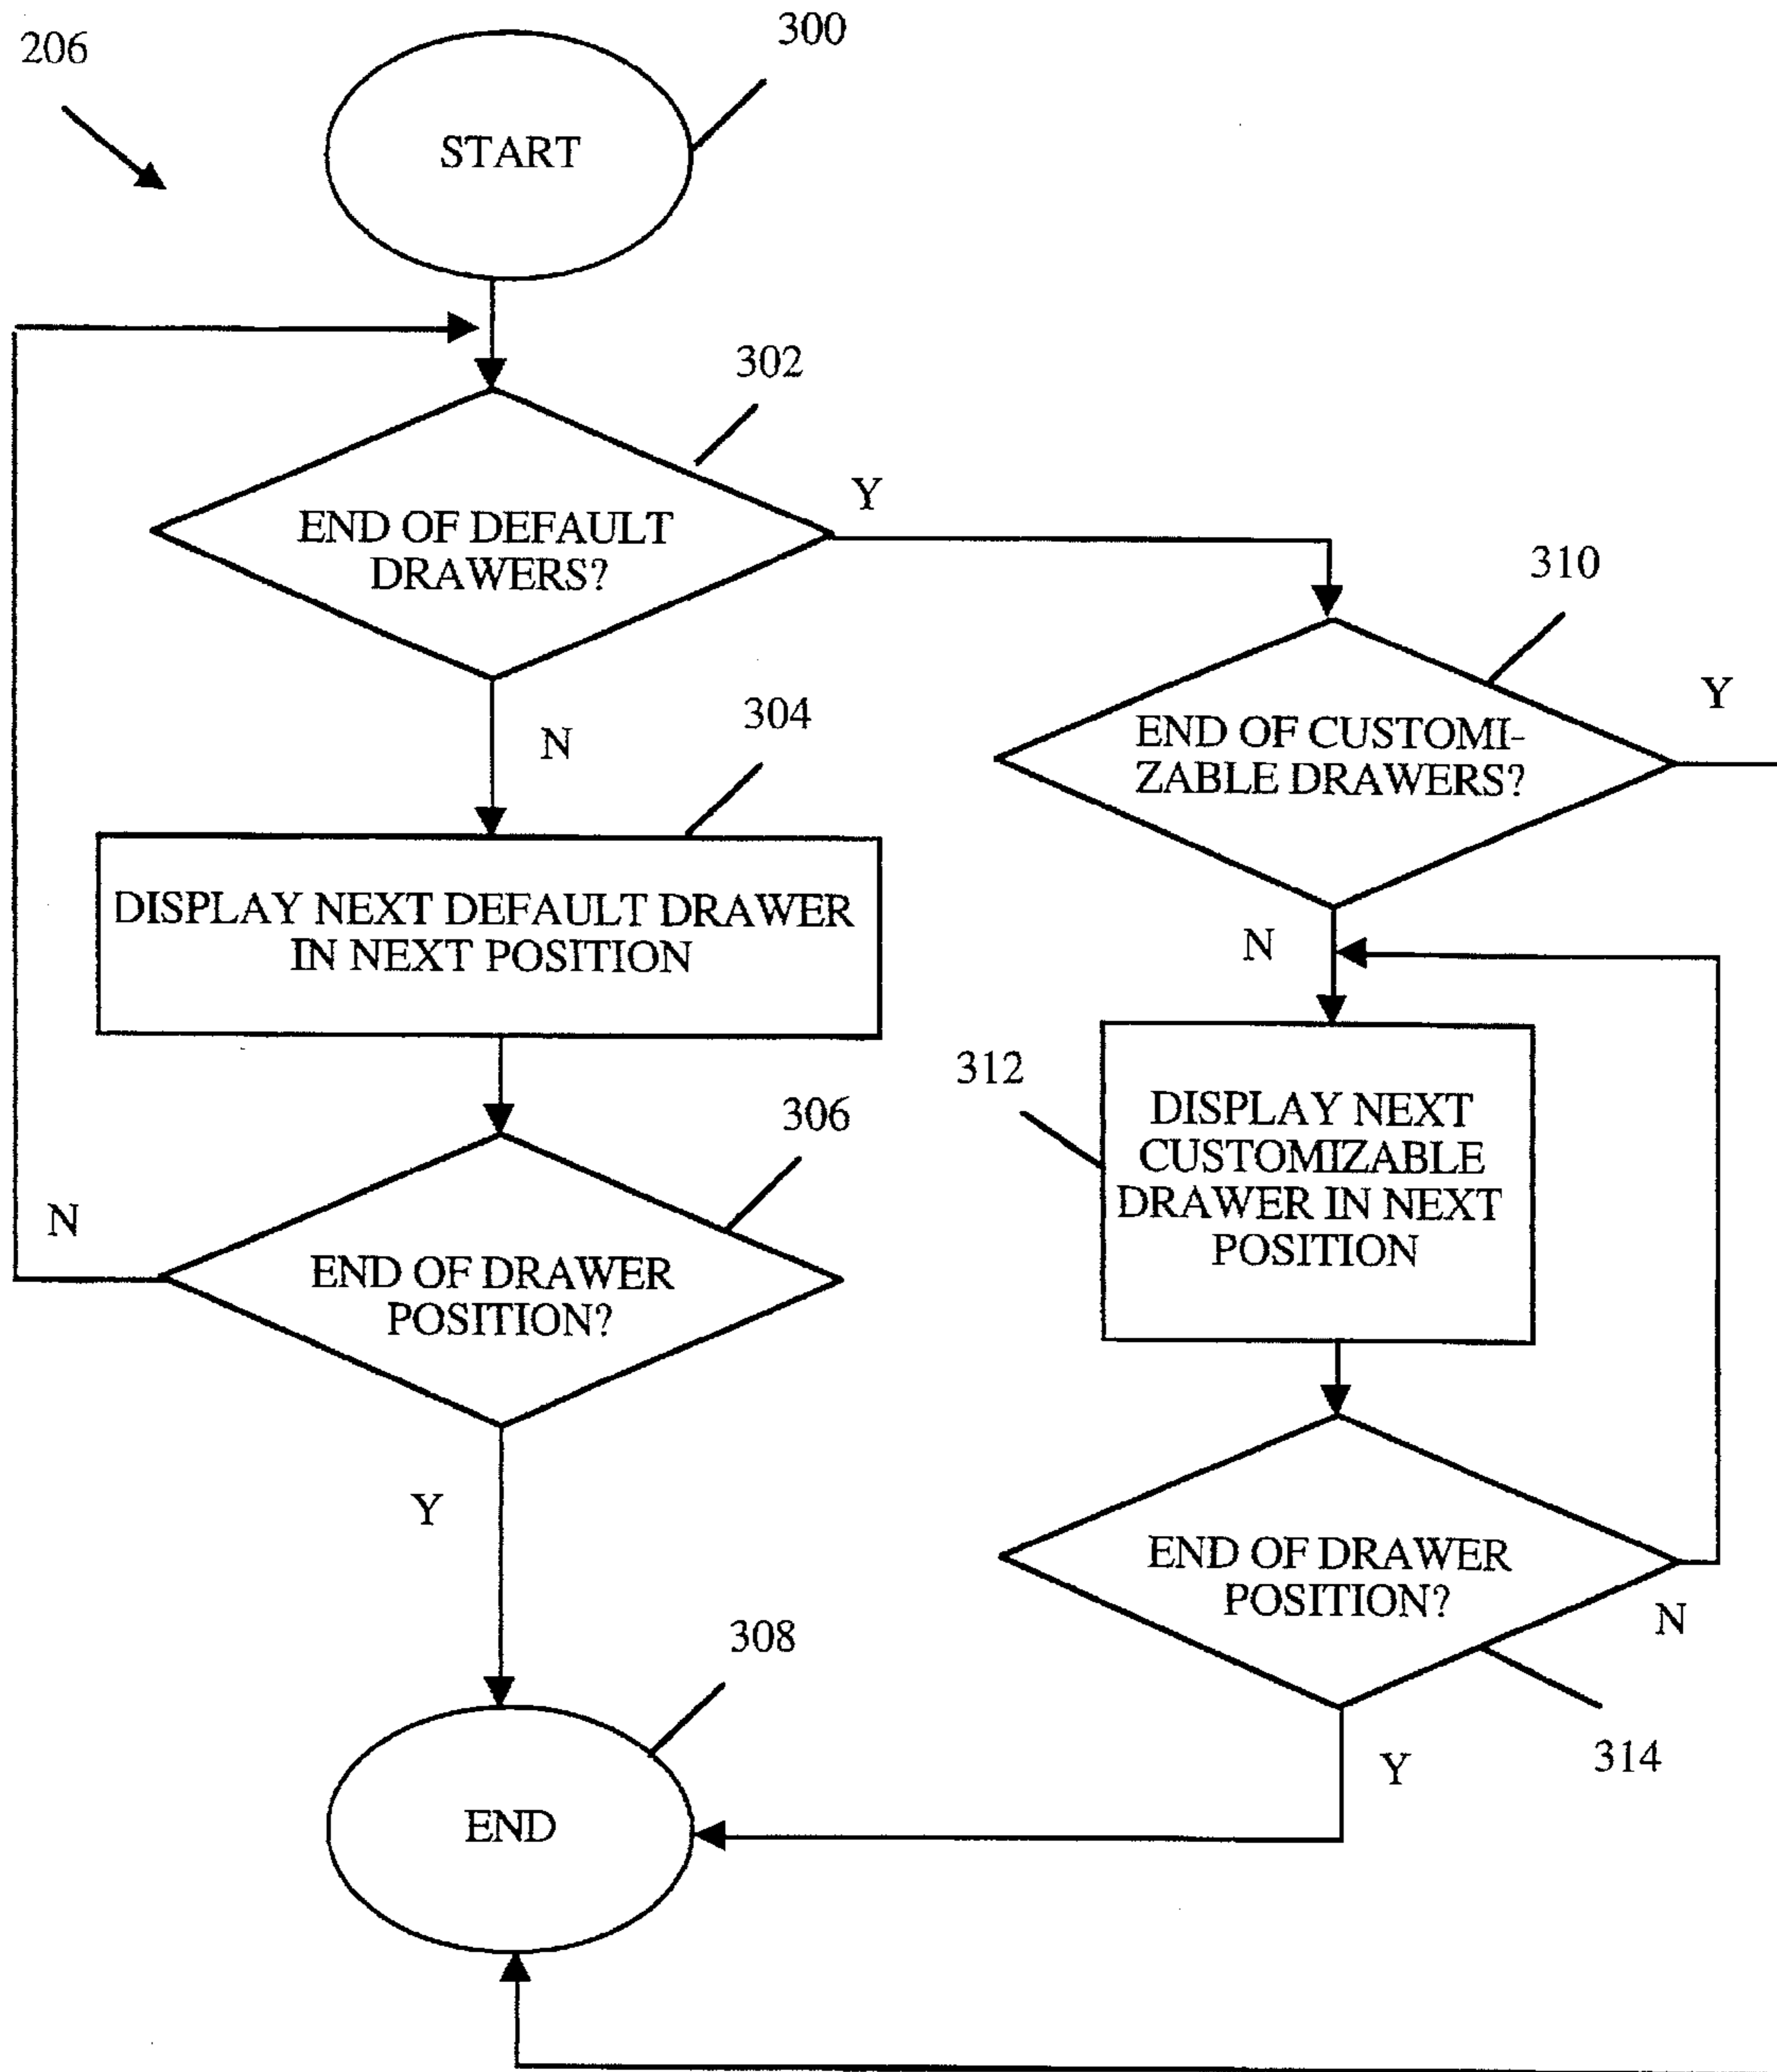 206
300
START
302
Y
END OF DEFAULT
DRAWERS?
310
Y
END OF CUSTOMI-
ZABLE DRAWERS?
N
304
DISPLAY NEXT DEFAULT DRAWER
IN NEXT POSITION
N
312
DISPLAY NEXT
CUSTOMIZABLE
DRAWER IN NEXT
POSITION
306
N
END OF DRAWER
POSITION?
Y
END OF DRAWER
POSITION?
N
314
Y
308
END